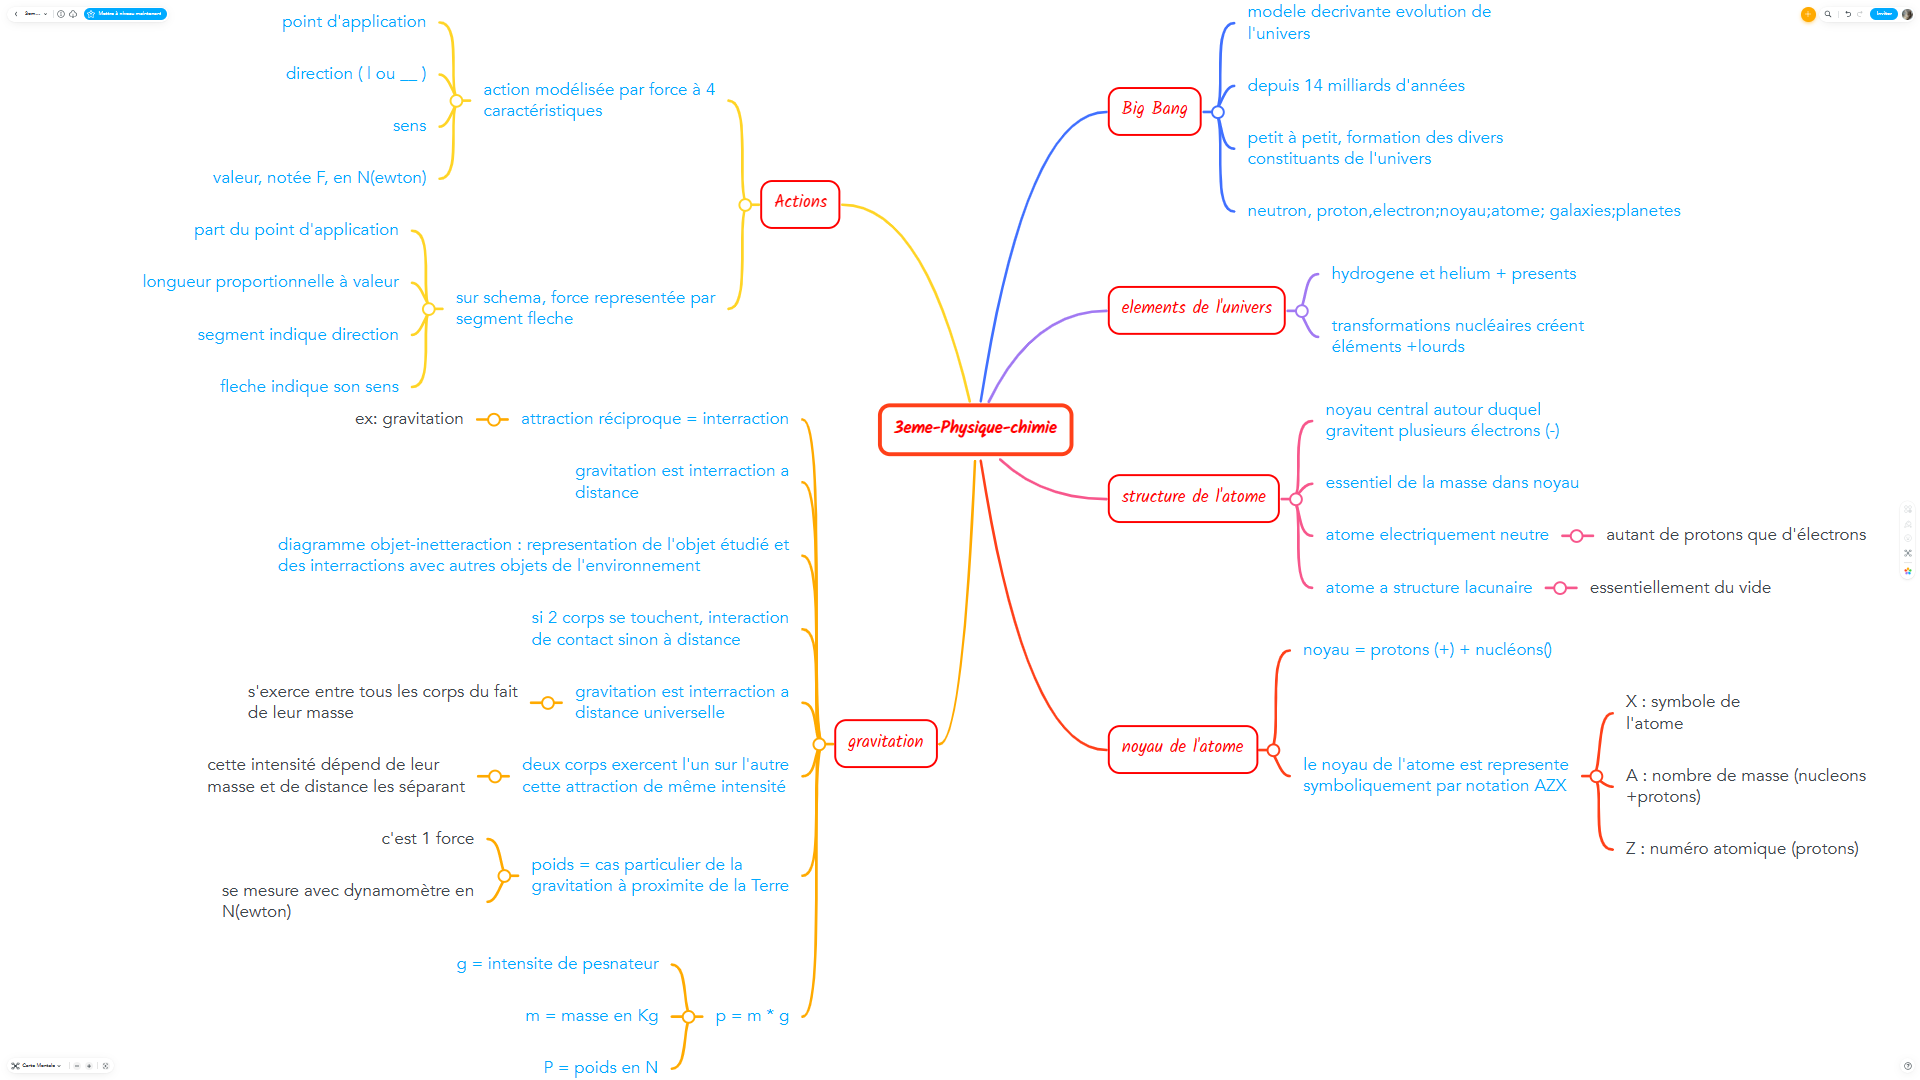 3eme-Physique-chimie
Mettre à niveau maintenant
Inviter
Actions
action modélisée par force à 4
caractéristiques
point d'application
direction ( l ou __ )
sens
valeur, notée F, en N(ewton)
sur schema, force representée par
segment fleche
part du point d'application
longueur proportionnelle à valeur
segment indique direction
fleche indique son sens
gravitation
attraction réciproque = interraction
ex: gravitation
gravitation est interraction a
distance
diagramme objet-inetteraction : representation de l'objet étudié et
des interractions avec autres objets de l'environnement
si 2 corps se touchent, interaction
de contact sinon à distance
gravitation est interraction a
distance universelle
s'exerce entre tous les corps du fait
de leur masse
deux corps exercent l'un sur l'autre
cette attraction de même intensité
cette intensité dépend de leur
masse et de distance les séparant
poids = cas particulier de la
gravitation à proximite de la Terre
c'est 1 force
se mesure avec dynamomètre en
N(ewton)
p = m * g
g = intensite de pesnateur
m = masse en Kg
P = poids en N
Big Bang
modele decrivante evolution de
l'univers
depuis 14 milliards d'années
petit à petit, formation des divers
constituants de l'univers
neutron, proton,electron;noyau;atome; galaxies;planetes
elements de l'univers
hydrogene et helium + presents
transformations nucléaires créent
éléments +lourds
structure de l'atome
noyau central autour duquel
gravitent plusieurs électrons (-)
essentiel de la masse dans noyau
atome electriquement neutre
autant de protons que d'électrons
atome a structure lacunaire
essentiellement du vide
noyau de l'atome
noyau = protons (+) + nucléons()
le noyau de l'atome est represente
symboliquement par notation AZX
X : symbole de
l'atome
A : nombre de masse (nucleons
+protons)
Z : numéro atomique (protons)
Carte Mentale